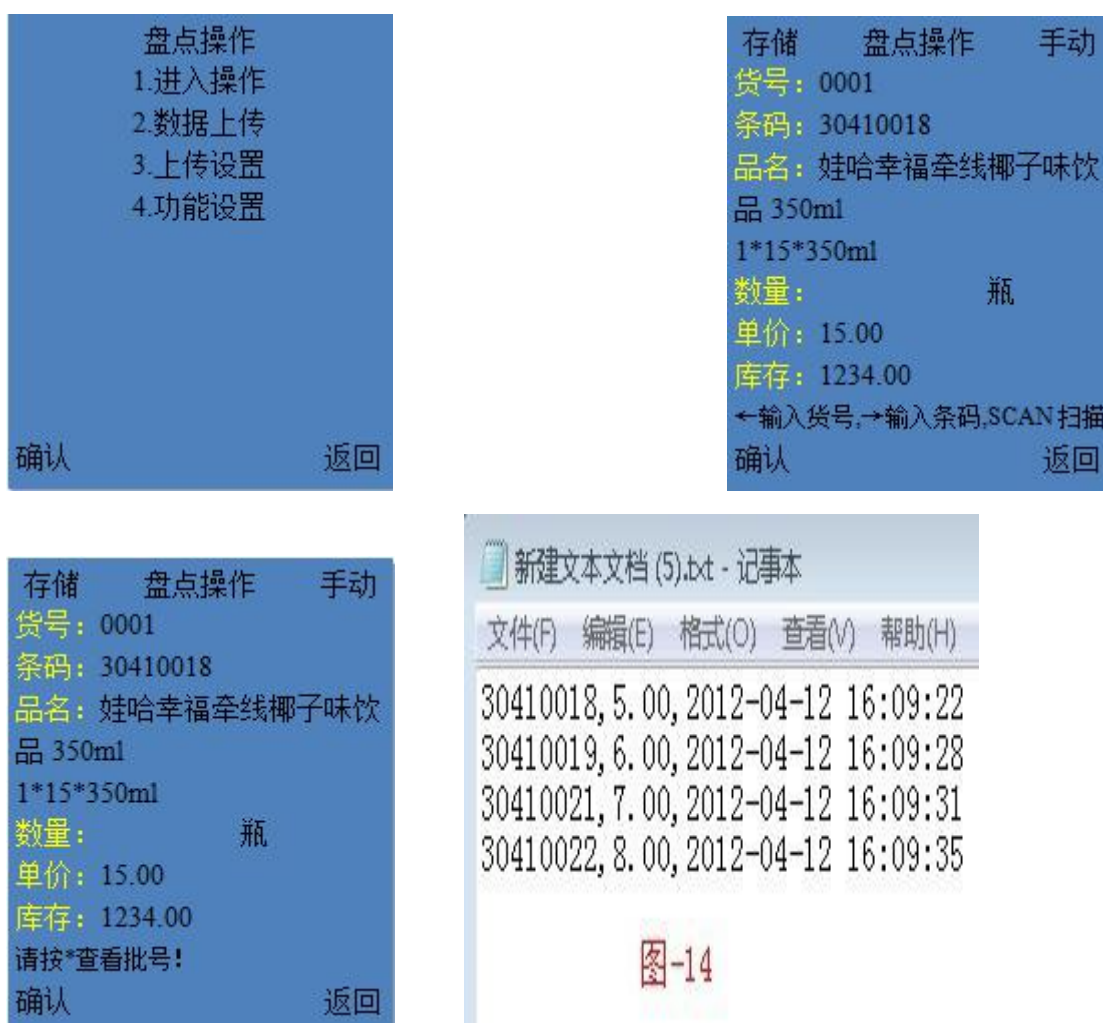 盘点操作
1.进入操作
2.数据上传
3.上传设置
4.功能设置
确认 返回
存储 盘点操作 手动
货号：0001
条码：30410018
品名：娃哈幸福牵线椰子味饮
品 350ml
1*15*350ml
数量： 瓶
单价：15.00
库存：1234.00
←输入货号,→输入条码,SCAN 扫描
确认 返回
存储 盘点操作 手动
货号：0001
条码：30410018
品名：娃哈幸福牵线椰子味饮
品 350ml
1*15*350ml
数量： 瓶
单价：15.00
库存：1234.00
请按*查看批号！
确认 返回
新建文本文档 (5).txt - 记事本
文件(F) 编辑(E) 格式(O) 查看(V) 帮助(H)
30410018,5.00,2012-04-12 16:09:22
30410019,6.00,2012-04-12 16:09:28
30410021,7.00,2012-04-12 16:09:31
30410022,8.00,2012-04-12 16:09:35
图-14